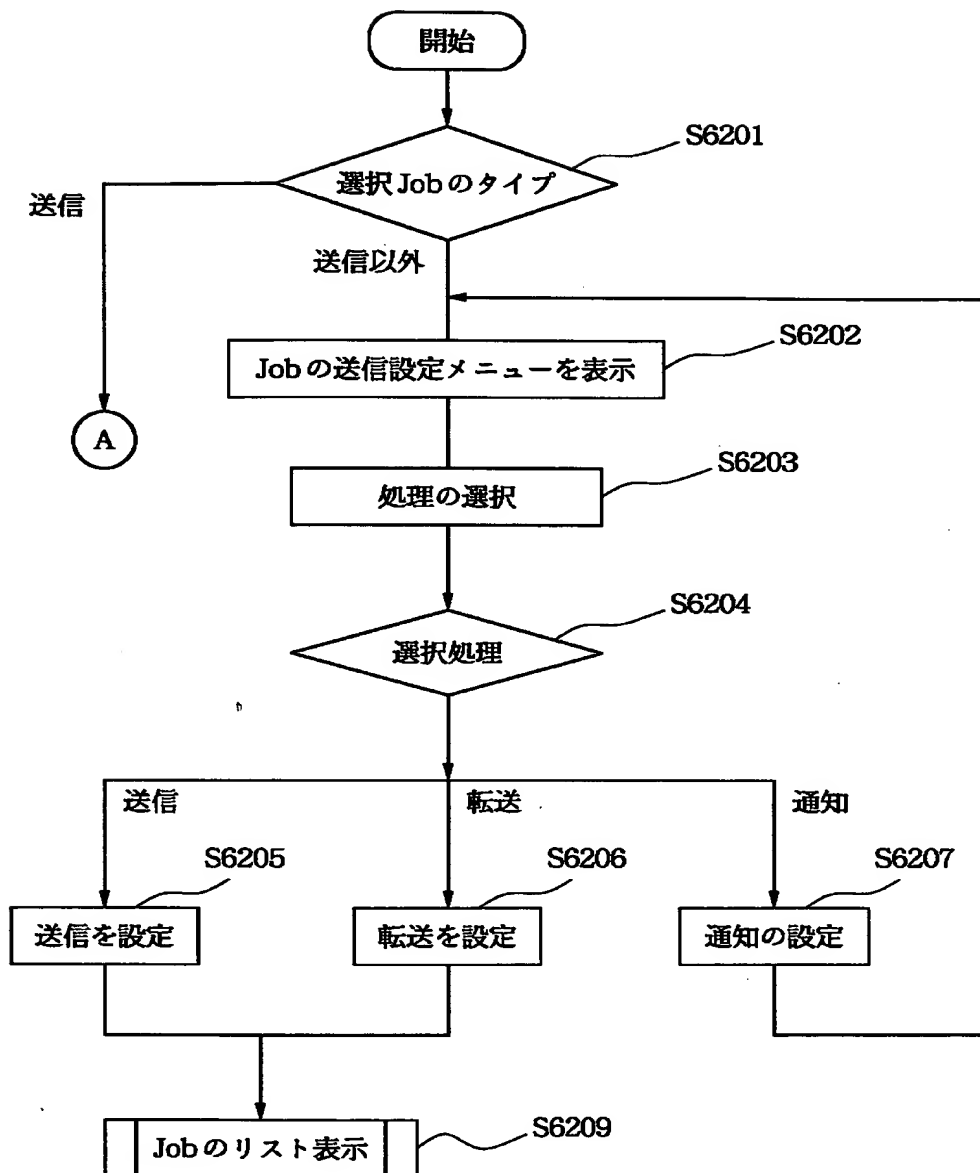 開始
S6201
選択Jobのタイプ
送信
送信以外
S6202
Jobの送信設定メニューを表示
A
S6203
処理の選択
S6204
選択処理
送信
転送
通知
S6205
S6206
S6207
送信を設定
転送を設定
通知の設定
S6209
Jobのリスト表示